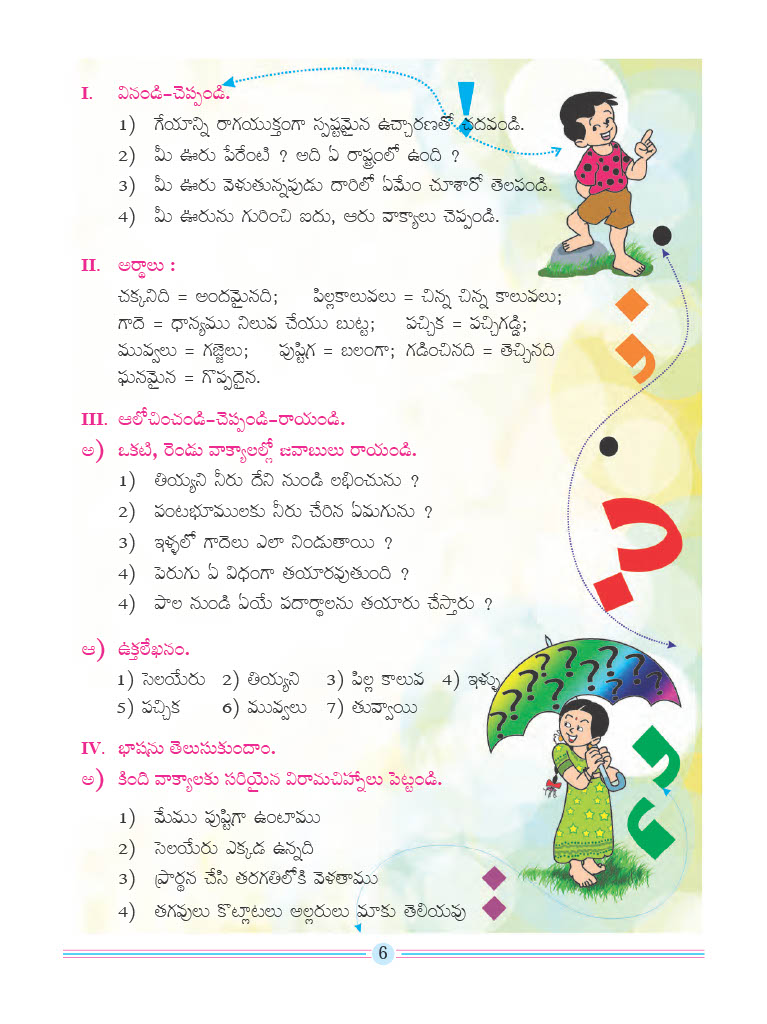 I. వినండి-చెప్పండి.
1) గేయాన్ని రాగయుక్తంగా స్పష్టమైన ఉచ్చారణతో చదవండి.
2) మీ ఊరు పేరేంటి ? అది ఏ రాష్ట్రంలో ఉంది ?
3) మీ ఊరు వెళుతున్నపుడు దారిలో ఏమేం చూశారో తెలపండి.
4) మీ ఊరును గురించి ఐదు, ఆరు వాక్యాలు చెప్పండి.
II. అర్థాలు :
చక్కనిది = అందమైనది; పిల్లకాలువలు = చిన్న చిన్న కాలువలు;
గాదె = ధాన్యము నిలువ చేయు బుట్ట; పచ్చిక = పచ్చిగడ్డి;
మువ్వలు = గజ్జెలు; పుష్టిగ = బలంగా; గడించినది = తెచ్చినది
ఘనమైన = గొప్పదైన.
III. ఆలోచించండి-చెప్పండి-రాయండి.
అ) ఒకటి, రెండు వాక్యాలల్లో జవాబులు రాయండి.
1) తియ్యని నీరు దేని నుండి లభించును ?
2) పంటభూములకు నీరు చేరిన ఏమగును ?
3) ఇళ్ళలో గాదెలు ఎలా నిండుతాయి ?
4) పెరుగు ఏ విధంగా తయారవుతుంది ?
4) పాల నుండి ఏయే పదార్థాలను తయారు చేస్తారు ?
ఆ) ఉక్తలేఖనం.
1) సెలయేరు 2) తియ్యని 3) పిల్ల కాలువ 4) ఇళ్ళు
5) పచ్చిక 6) మువ్వలు 7) తువ్వాయి
IV. భాషను తెలుసుకుందాం.
అ) కింది వాక్యాలకు సరియైన విరామచిహ్నాలు పెట్టండి.
1) మేము పుష్టిగా ఉంటాము
2) సెలయేరు ఎక్కడ ఉన్నది
3) ప్రార్థన చేసి తరగతిలోకి వెళతాము
4) తగవులు కొట్లాటలు అల్లరులు మాకు తెలియవు
6